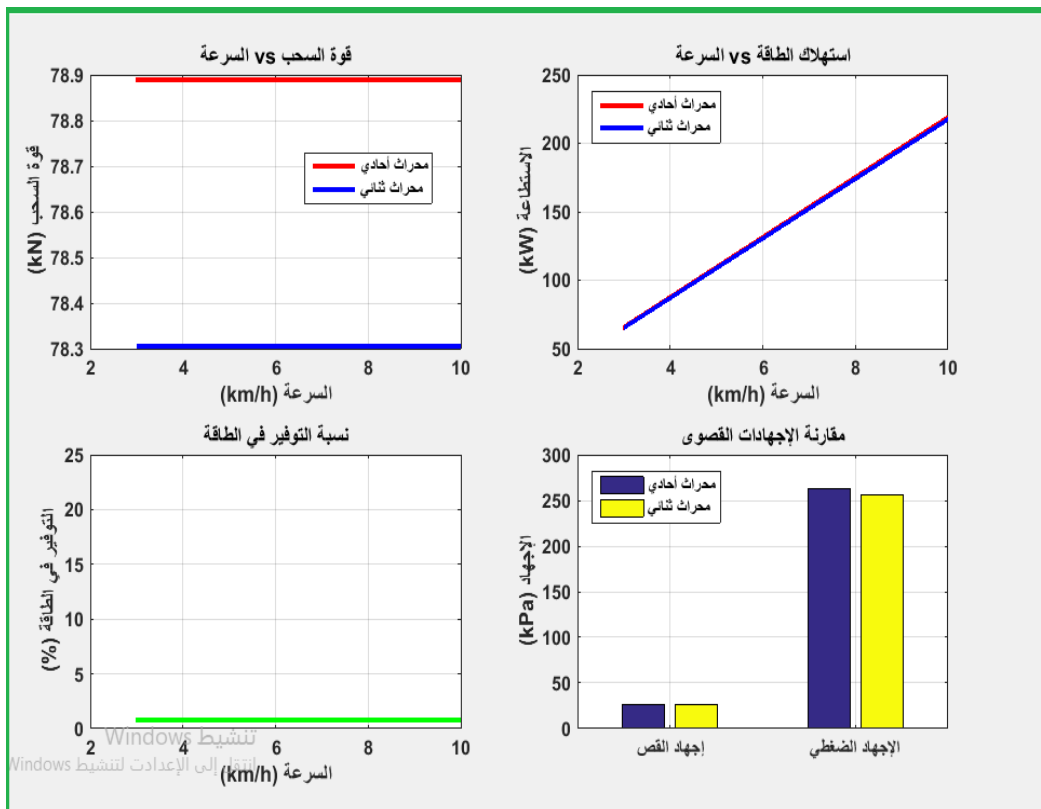 قوة السحب vs السرعة
78.9
78.8
78.7
78.6
78.5
78.4
78.3
قوة السحب (kN)
محراث أحادي
محراث ثنائي
2 4 6 8 10
السرعة (km/h)
استهلاك الطاقة vs السرعة
250
200
150
100
50
الاستطاعة (kW)
محراث أحادي
محراث ثنائي
2 4 6 8 10
السرعة (km/h)
نسبة التوفير في الطاقة
25
20
15
10
5
0
التوفير في الطاقة (%)
2 4 6 8 10
السرعة (km/h)
مقارنة الإجهادات القصوى
300
250
200
150
100
50
0
الإجهاد (kPa)
محراث أحادي
محراث ثنائي
إجهاد القص
الإجهاد الضغطي
تنشيط Windows
انتقل إلى الإعدادت لتنشيط Windows